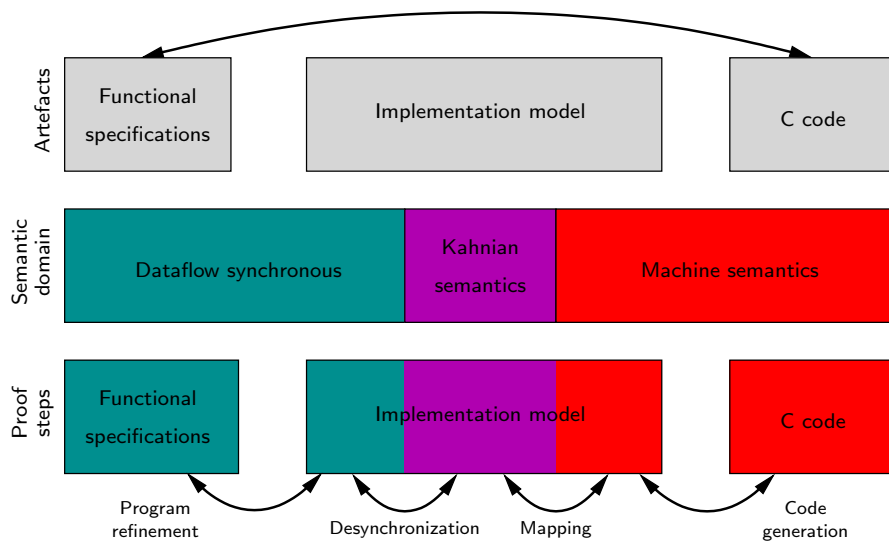 Artefacts
Functional
specifications
Implementation model
C code
Semantic
domain
Dataflow synchronous
Kahnian
semantics
Machine semantics
Proof
steps
Functional
specifications
Implementation model
C code
Program
refinement
Desynchronization
Mapping
Code
generation